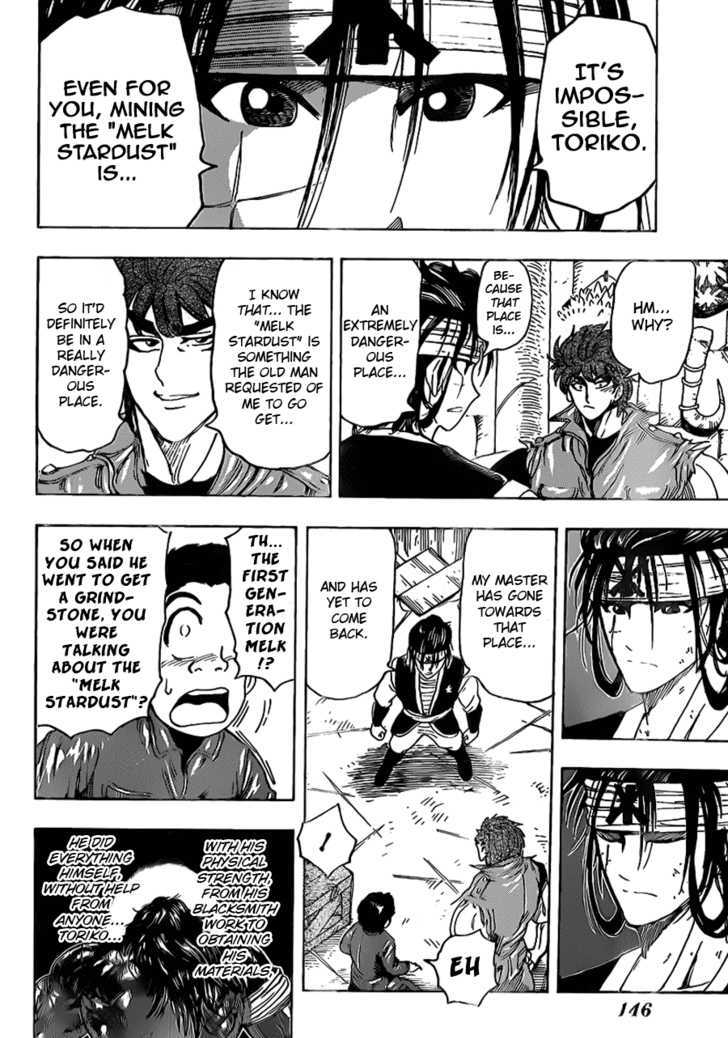 IT'S
IMPOS-
SIBLE,
TORIKO.
EVEN FOR
YOU, MINING
THE "MELK
STARDUST"
IS...
HM...
WHY?
BE-
CAUSE
THAT
PLACE
IS...
AN
EXTREMELY
DANGER-
OUS
PLACE...
I KNOW
THAT... THE
"MELK
STARDUST" IS
SOMETHING
THE OLD MAN
REQUESTED OF
ME TO GO
GET...
SO IT'D
DEFINITELY
BE IN A
REALLY
DANGER-
OUS
PLACE.
MY MASTER
HAS GONE
TOWARDS
THAT
PLACE...
AND HAS
YET TO
COME
BACK.
!
EH
TH...
THE
FIRST
GEN-
ERA-
TION
MELK
!?
SO WHEN
YOU SAID HE
WENT TO GET
A GRIND-
STONE, YOU
WERE
TALKING
ABOUT THE
"MELK
STARDUST"?
WITH HIS
PHYSICAL
STRENGTH,
FROM HIS
BLACKSMITH
WORK TO
OBTAINING
HIS
MATERIALS,
HE DID
EVERYTHING
HIMSELF,
WITHOUT HELP
FROM
ANYONE...
TORIKO...
146